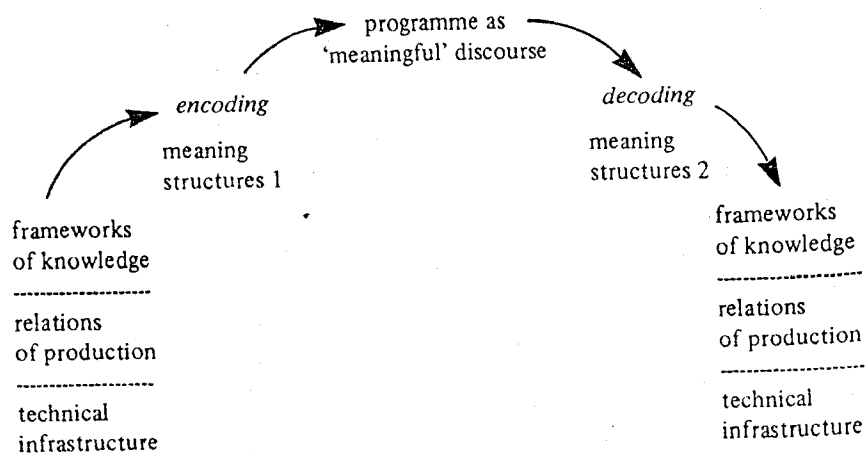 programme as
‘meaningful’ discourse
encoding
meaning
structures 1
decoding
meaning
structures 2
frameworks
of knowledge
relations
of production
technical
infrastructure
frameworks
of knowledge
relations
of production
technical
infrastructure